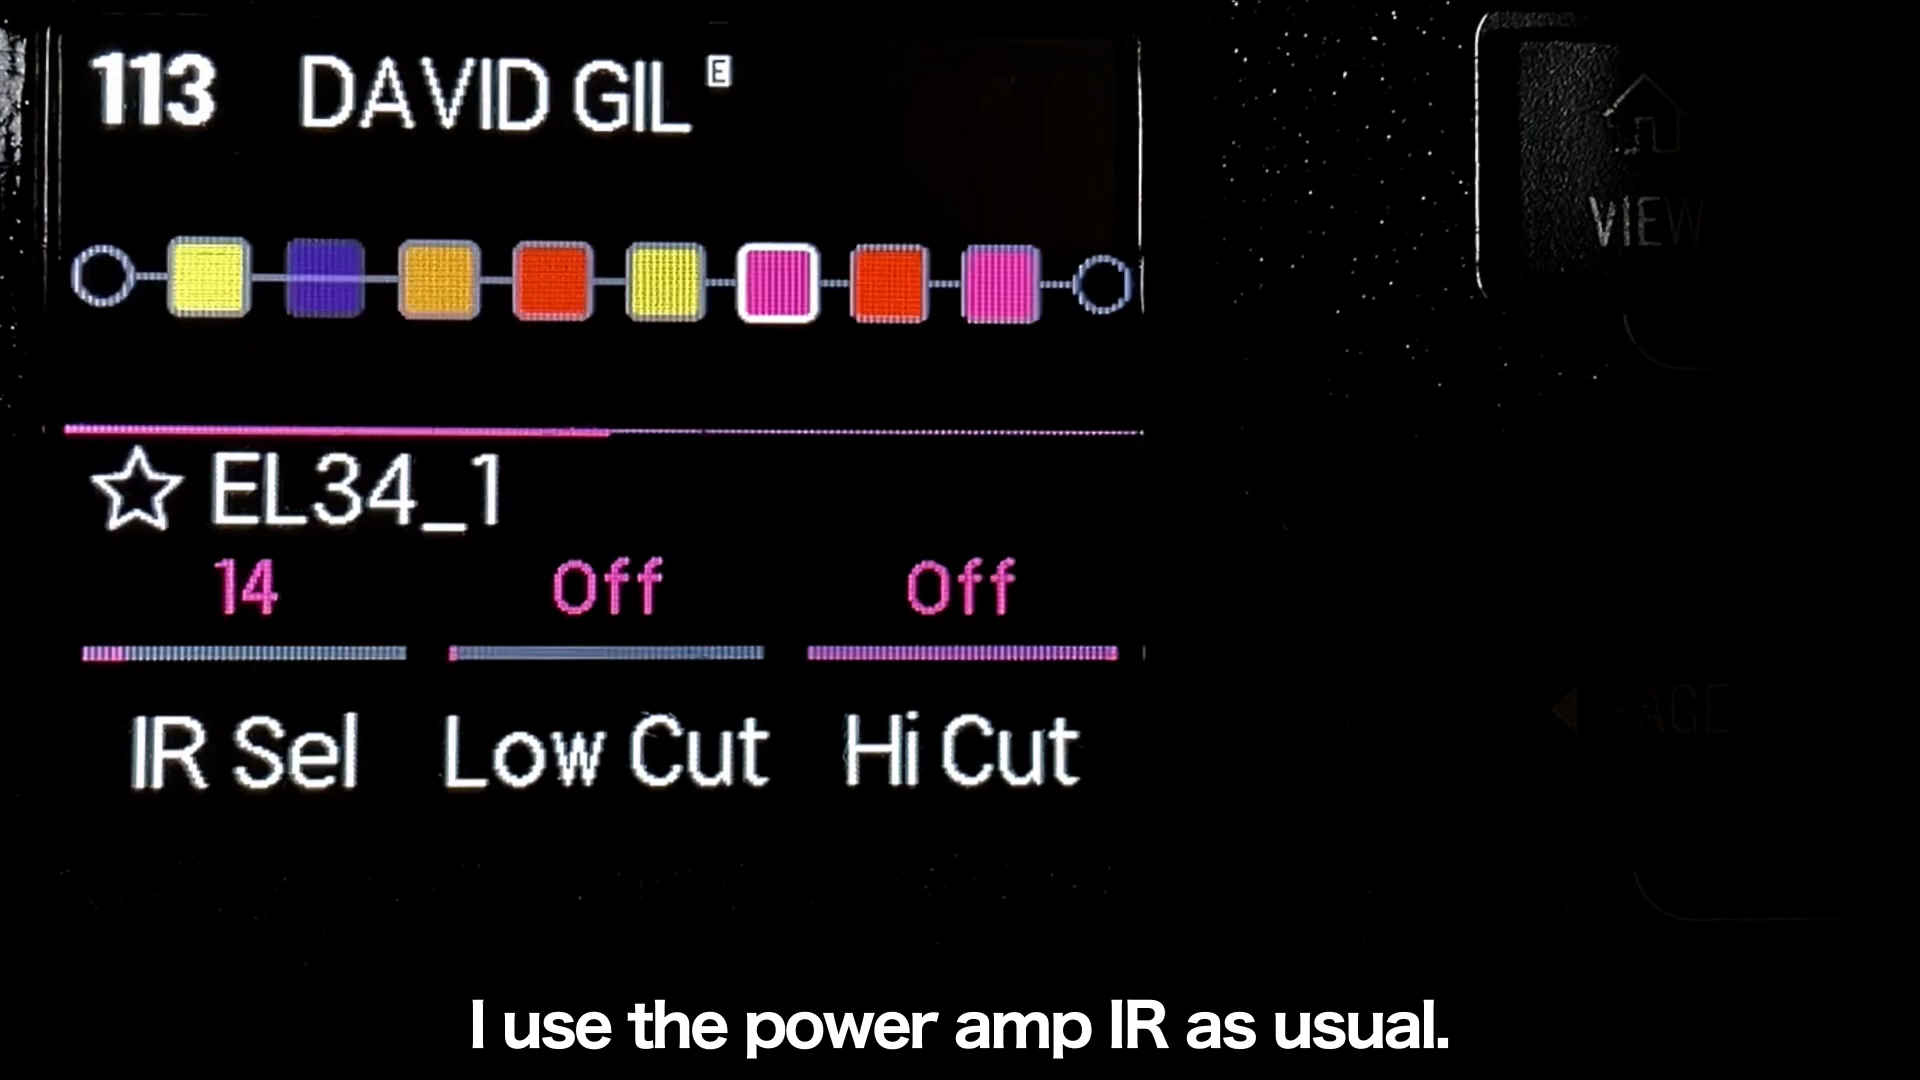 113 DAVID GIL E
VIEW
EL34_1
14 Off Off
AGE
IR Sel Low Cut Hi Cut
I use the power amp IR as usual.